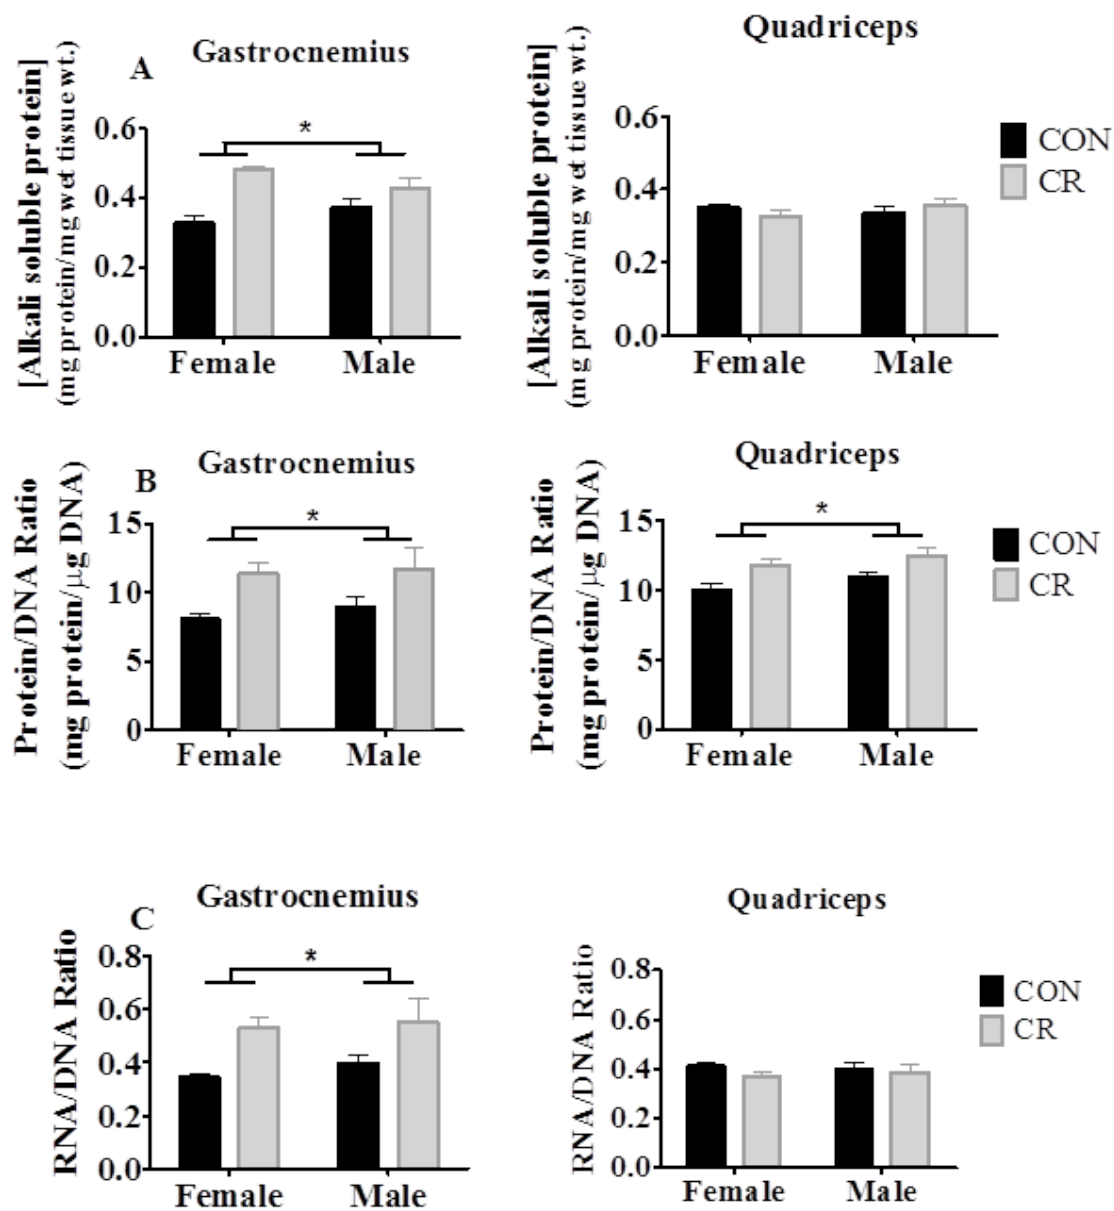 A
Gastrocnemius
[Alkali soluble protein]
(mg protein/mg wet tissue wt.)
0.6
0.4
0.2
0.0
*
Female
Male
Quadriceps
[Alkali soluble protein]
(mg protein/mg wet tissue wt.)
0.6
0.4
0.2
0.0
Female
Male
CON
CR
B
Gastrocnemius
Protein/DNA Ratio
(mg protein/µg DNA)
15
10
5
0
*
Female
Male
Quadriceps
Protein/DNA Ratio
(mg protein/µg DNA)
15
10
5
0
*
Female
Male
CON
CR
C
Gastrocnemius
RNA/DNA Ratio
0.8
0.6
0.4
0.2
0.0
*
Female
Male
Quadriceps
RNA/DNA Ratio
0.8
0.6
0.4
0.2
0.0
Female
Male
CON
CR